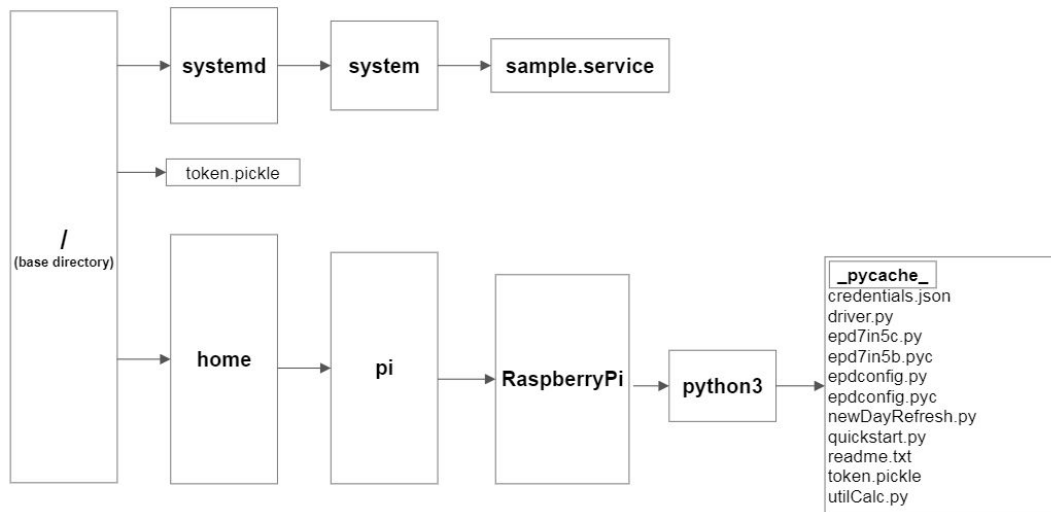 systemd
system
sample.service
token.pickle
/
(base directory)
home
pi
RaspberryPi
python3
_pycache_
credentials.json
driver.py
epd7in5c.py
epd7in5b.pyc
epdconfig.py
epdconfig.pyc
newDayRefresh.py
quickstart.py
readme.txt
token.pickle
utilCalc.py